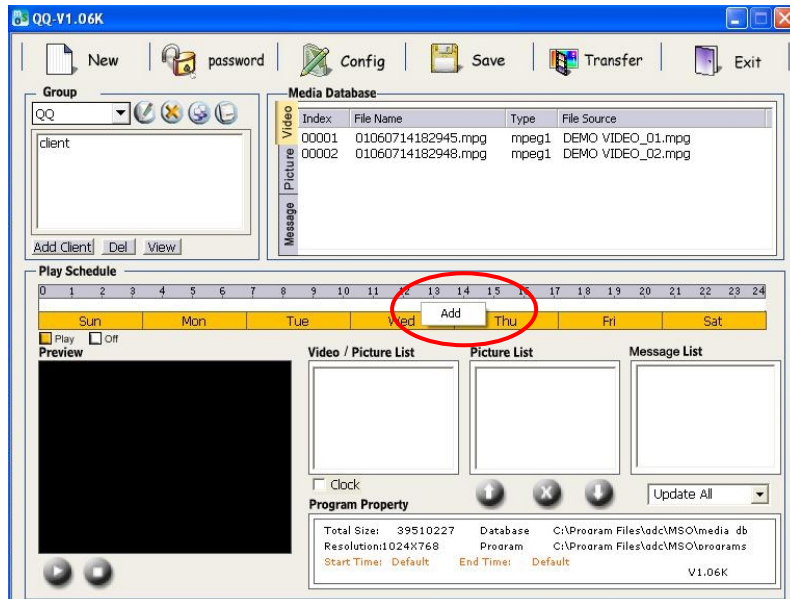 QQ-V1.06K
New password Config Save Transfer Exit
Group
QQ
client
Add Client Del View
Media Database
Video
Picture
Message
Index File Name Type File Source
00001 01060714182945.mpg mpeg1 DEMO VIDEO_01.mpg
00002 01060714182948.mpg mpeg1 DEMO VIDEO_02.mpg
Play Schedule
0 1 2 3 4 5 6 7 8 9 10 11 12 13 14 15 16 17 18 19 20 21 22 23 24
Add
Sun Mon Tue Wed Thu Fri Sat
Play Off
Preview
Video / Picture List
Picture List
Message List
Clock
Update All
Program Property
Total Size: 39510227 Database C:\Program Files\adc\MSO\media db
Resolution:1024X768 Program C:\Program Files\adc\MSO\programs
Start Time: Default End Time: Default
V1.06K